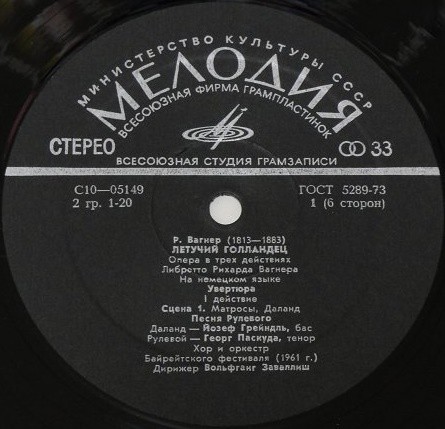 МИНИСТЕРСТВО КУЛЬТУРЫ СССР
МЕЛОДИЯ
ВСЕСОЮЗНАЯ ФИРМА ГРАМПЛАСТИНОК
СТЕРЕО 33
ВСЕСОЮЗНАЯ СТУДИЯ ГРАМЗАПИСИ
С10—05149 ГОСТ 5289-73
2 гр. 1-20 1 (6 сторон)
Р. Вагнер (1813—1883)
ЛЕТУЧИЙ ГОЛЛАНДЕЦ
Опера в трех действиях
Либретто Рихарда Вагнера
На немецком языке
Увертюра
I действие
Сцена 1. Матросы, Даланд
Песня Рулевого
Даланд — Йозеф Грейндль, бас
Рулевой — Георг Паскуда, тенор
Хор и оркестр
Байрейтского фестиваля (1961 г.)
Дирижер Вольфганг Заваллиш